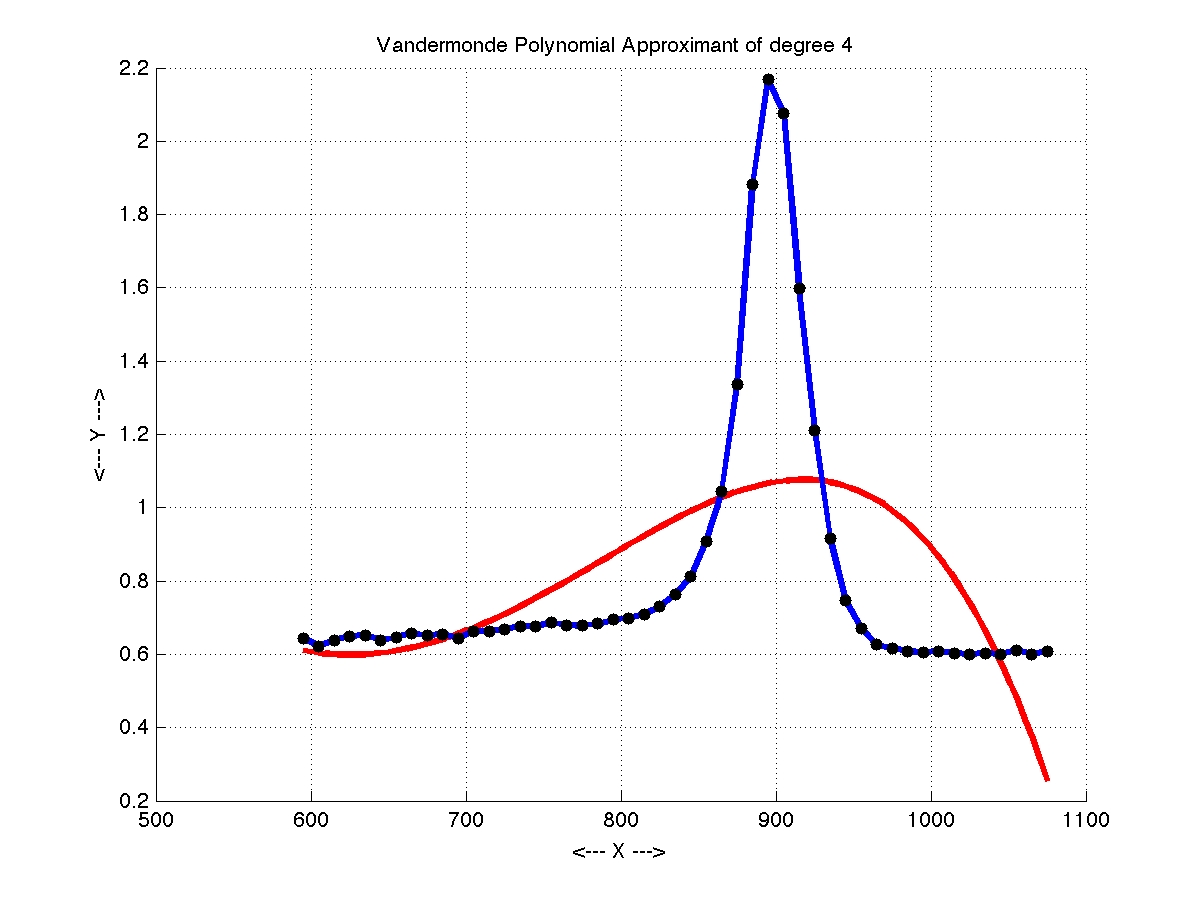 Vandermonde Polynomial Approximant of degree 4
2.2
2
1.8
1.6
1.4
1.2
1
0.8
0.6
0.4
0.2
<--- Y --->
500 600 700 800 900 1000 1100
<--- X --->